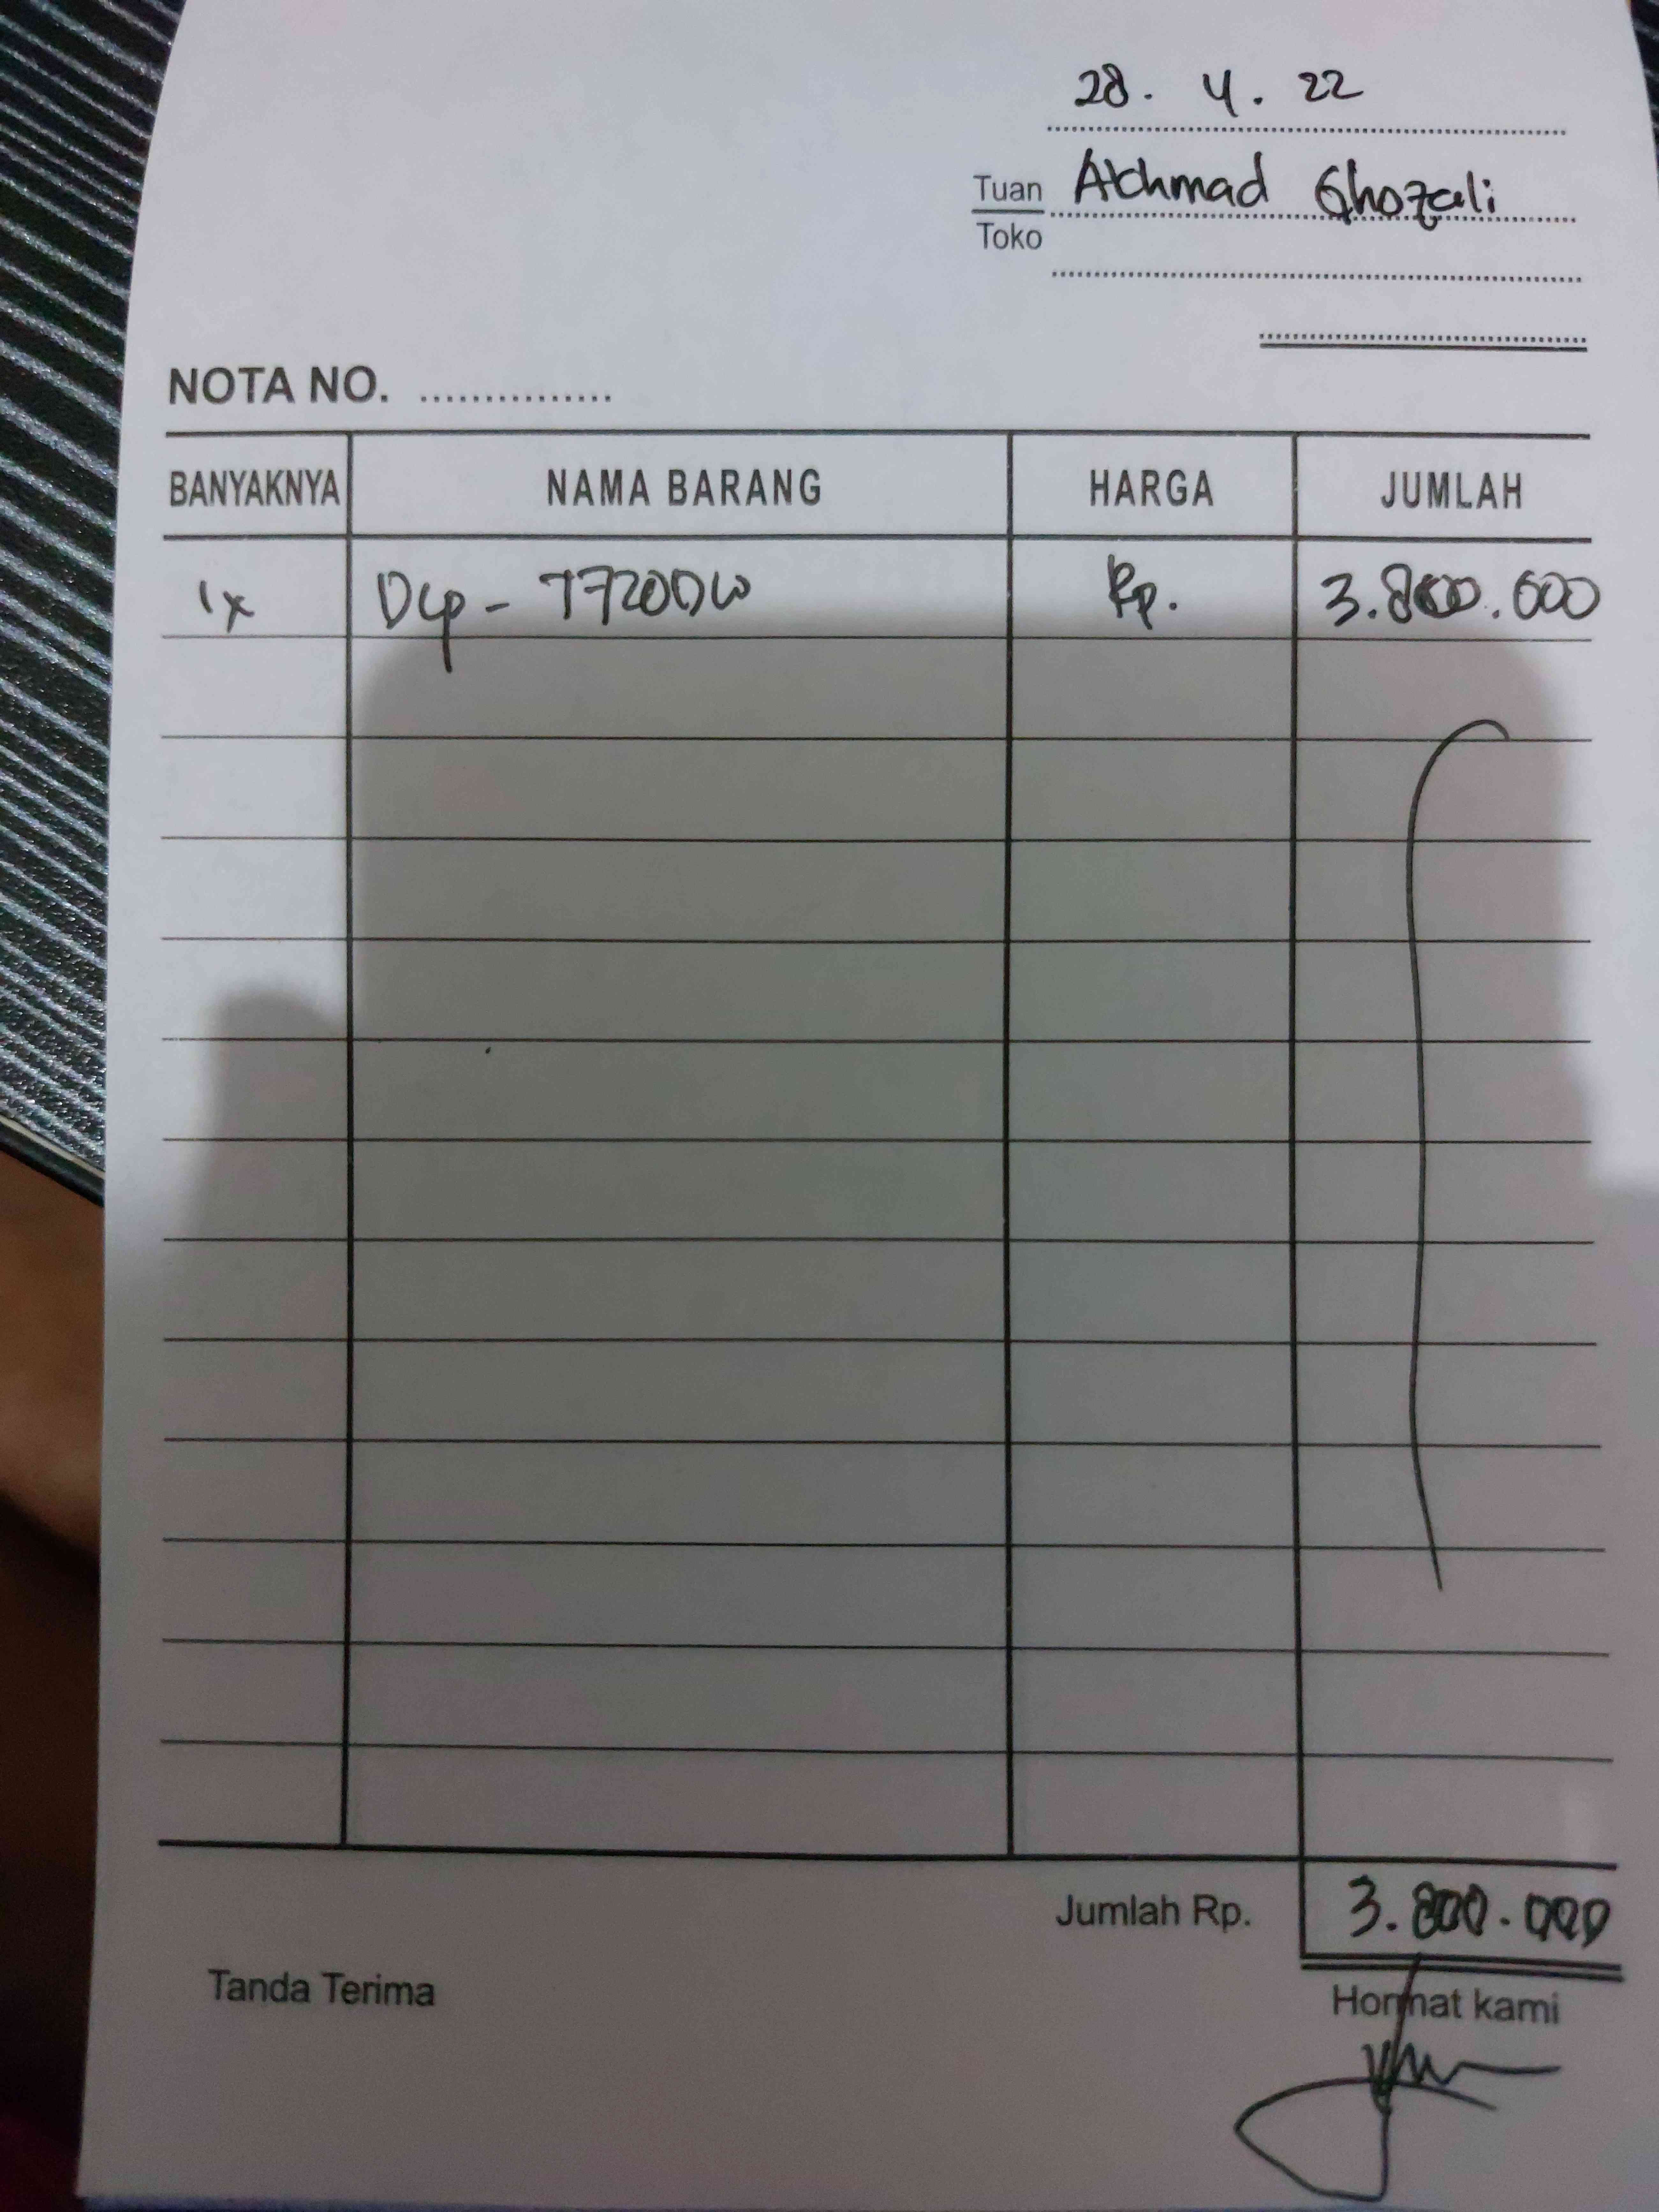 28. 4. 22
Tuan Akhmad Ghozali
Toko
NOTA NO. ...............
BANYAKNYA NAMA BARANG HARGA JUMLAH
1x Dcp - T720DW Rp. 3.800.000
Jumlah Rp. 3.800.000
Tanda Terima Hormat kami